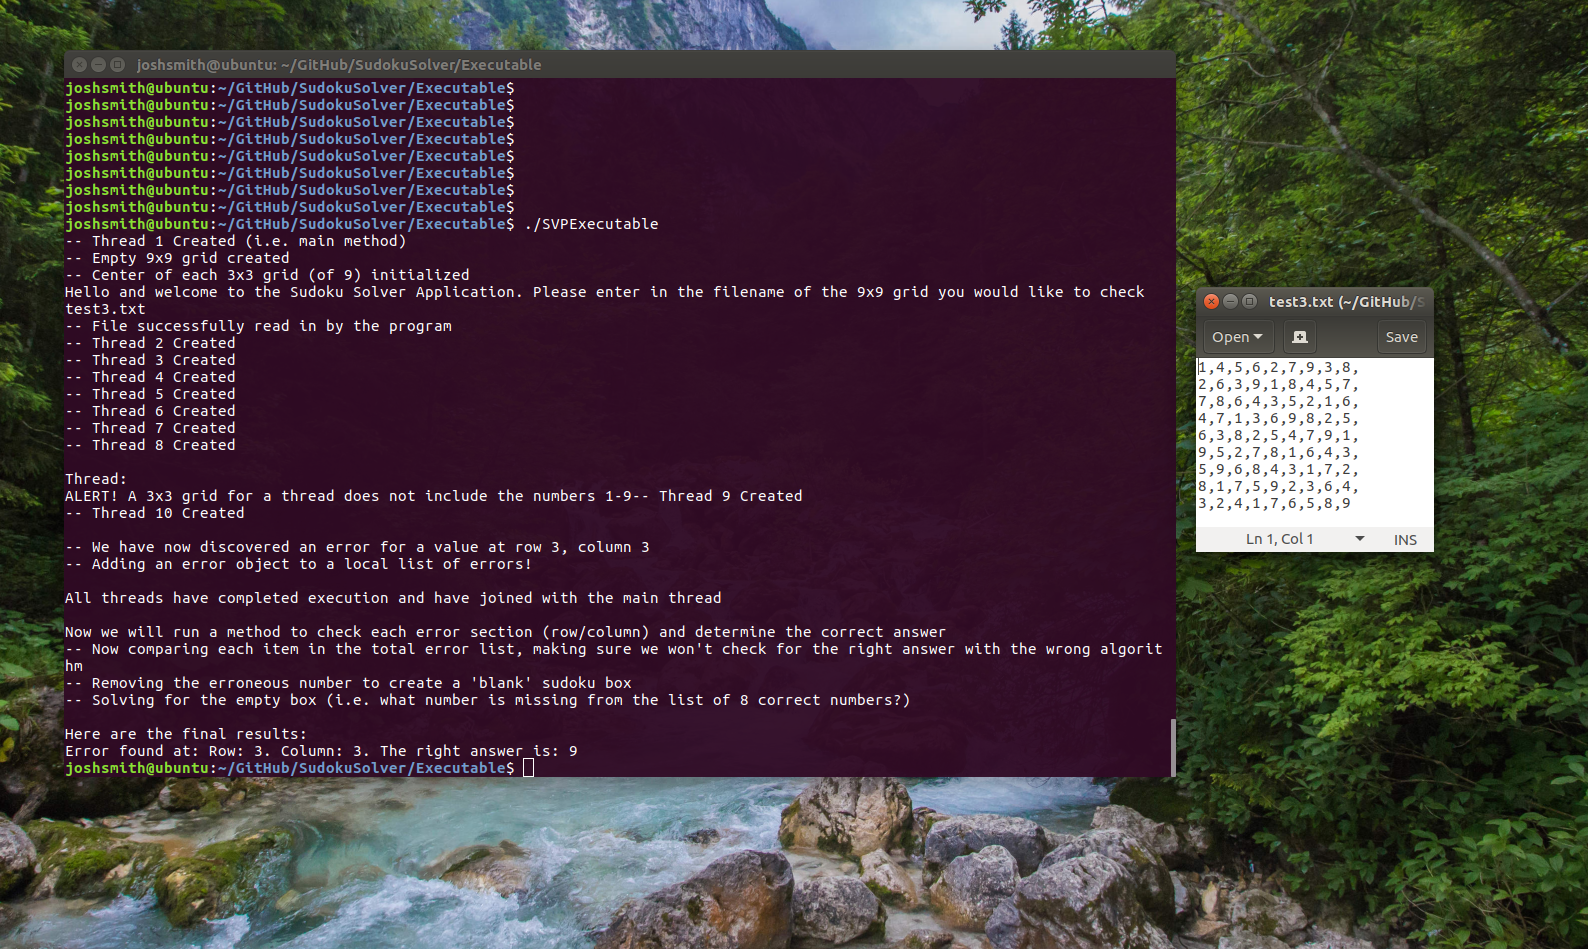 joshsmith@ubuntu: ~/GitHub/SudokuSolver/Executable
joshsmith@ubuntu:~/GitHub/SudokuSolver/Executable$
joshsmith@ubuntu:~/GitHub/SudokuSolver/Executable$
joshsmith@ubuntu:~/GitHub/SudokuSolver/Executable$
joshsmith@ubuntu:~/GitHub/SudokuSolver/Executable$
joshsmith@ubuntu:~/GitHub/SudokuSolver/Executable$
joshsmith@ubuntu:~/GitHub/SudokuSolver/Executable$
joshsmith@ubuntu:~/GitHub/SudokuSolver/Executable$
joshsmith@ubuntu:~/GitHub/SudokuSolver/Executable$
joshsmith@ubuntu:~/GitHub/SudokuSolver/Executable$ ./SVPExecutable
-- Thread 1 Created (i.e. main method)
-- Empty 9x9 grid created
-- Center of each 3x3 grid (of 9) initialized
Hello and welcome to the Sudoku Solver Application. Please enter in the filename of the 9x9 grid you would like to check
test3.txt
-- File successfully read in by the program
-- Thread 2 Created
-- Thread 3 Created
-- Thread 4 Created
-- Thread 5 Created
-- Thread 6 Created
-- Thread 7 Created
-- Thread 8 Created
Thread:
ALERT! A 3x3 grid for a thread does not include the numbers 1-9-- Thread 9 Created
-- Thread 10 Created
-- We have now discovered an error for a value at row 3, column 3
-- Adding an error object to a local list of errors!
All threads have completed execution and have joined with the main thread
Now we will run a method to check each error section (row/column) and determine the correct answer
-- Now comparing each item in the total error list, making sure we won't check for the right answer with the wrong algorit
hm
-- Removing the erroneous number to create a 'blank' sudoku box
-- Solving for the empty box (i.e. what number is missing from the list of 8 correct numbers?)
Here are the final results:
Error found at: Row: 3. Column: 3. The right answer is: 9
joshsmith@ubuntu:~/GitHub/SudokuSolver/Executable$
test3.txt (~/GitHub/S
Open Save
1,4,5,6,2,7,9,3,8,
2,6,3,9,1,8,4,5,7,
7,8,6,4,3,5,2,1,6,
4,7,1,3,6,9,8,2,5,
6,3,8,2,5,4,7,9,1,
9,5,2,7,8,1,6,4,3,
5,9,6,8,4,3,1,7,2,
8,1,7,5,9,2,3,6,4,
3,2,4,1,7,6,5,8,9
Ln 1, Col 1 INS